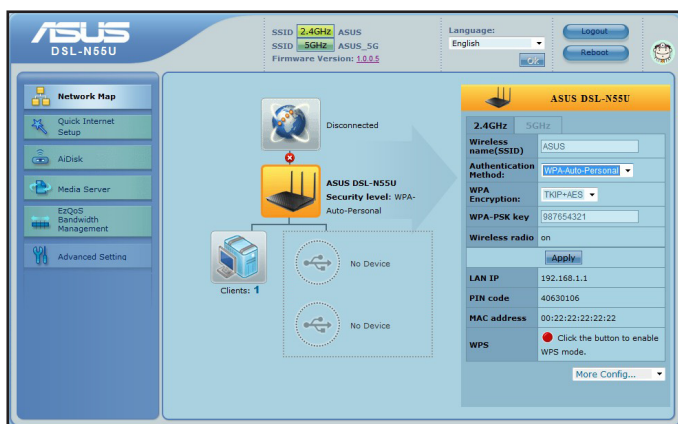 ASUS
DSL-N55U
SSID 2.4GHz ASUS
SSID 5GHz ASUS_5G
Firmware Version: 1.0.0.5
Language:
English
Ok
Logout
Reboot
Network Map
Quick Internet
Setup
AiDisk
Media Server
EzQoS
Bandwidth
Management
Advanced Setting
Disconnected
ASUS DSL-N55U
Security level: WPA-
Auto-Personal
Clients: 1
No Device
No Device
ASUS DSL-N55U
2.4GHz 5GHz
Wireless
name(SSID) ASUS
Authentication
Method: WPA-Auto-Personal
WPA
Encryption: TKIP+AES
WPA-PSK key 987654321
Wireless radio on
Apply
LAN IP 192.168.1.1
PIN code 40630106
MAC address 00:22:22:22:22:22
WPS Click the button to enable
WPS mode.
More Config...